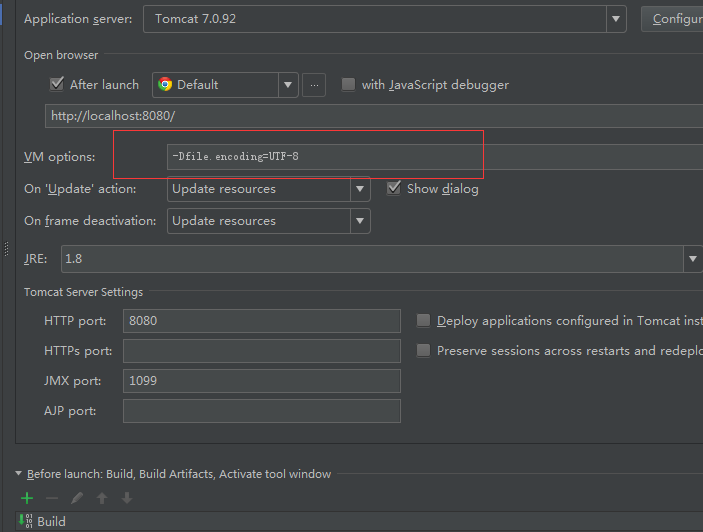 Application server: Tomcat 7.0.92 Configur
Open browser
After launch Default ... with JavaScript debugger
http://localhost:8080/
VM options: -Dfile.encoding=UTF-8
On 'Update' action: Update resources Show dialog
On frame deactivation: Update resources
JRE: 1.8
Tomcat Server Settings
HTTP port: 8080 Deploy applications configured in Tomcat inst
HTTPs port: Preserve sessions across restarts and redeplo
JMX port: 1099
AJP port:
Before launch: Build, Build Artifacts, Activate tool window
Build